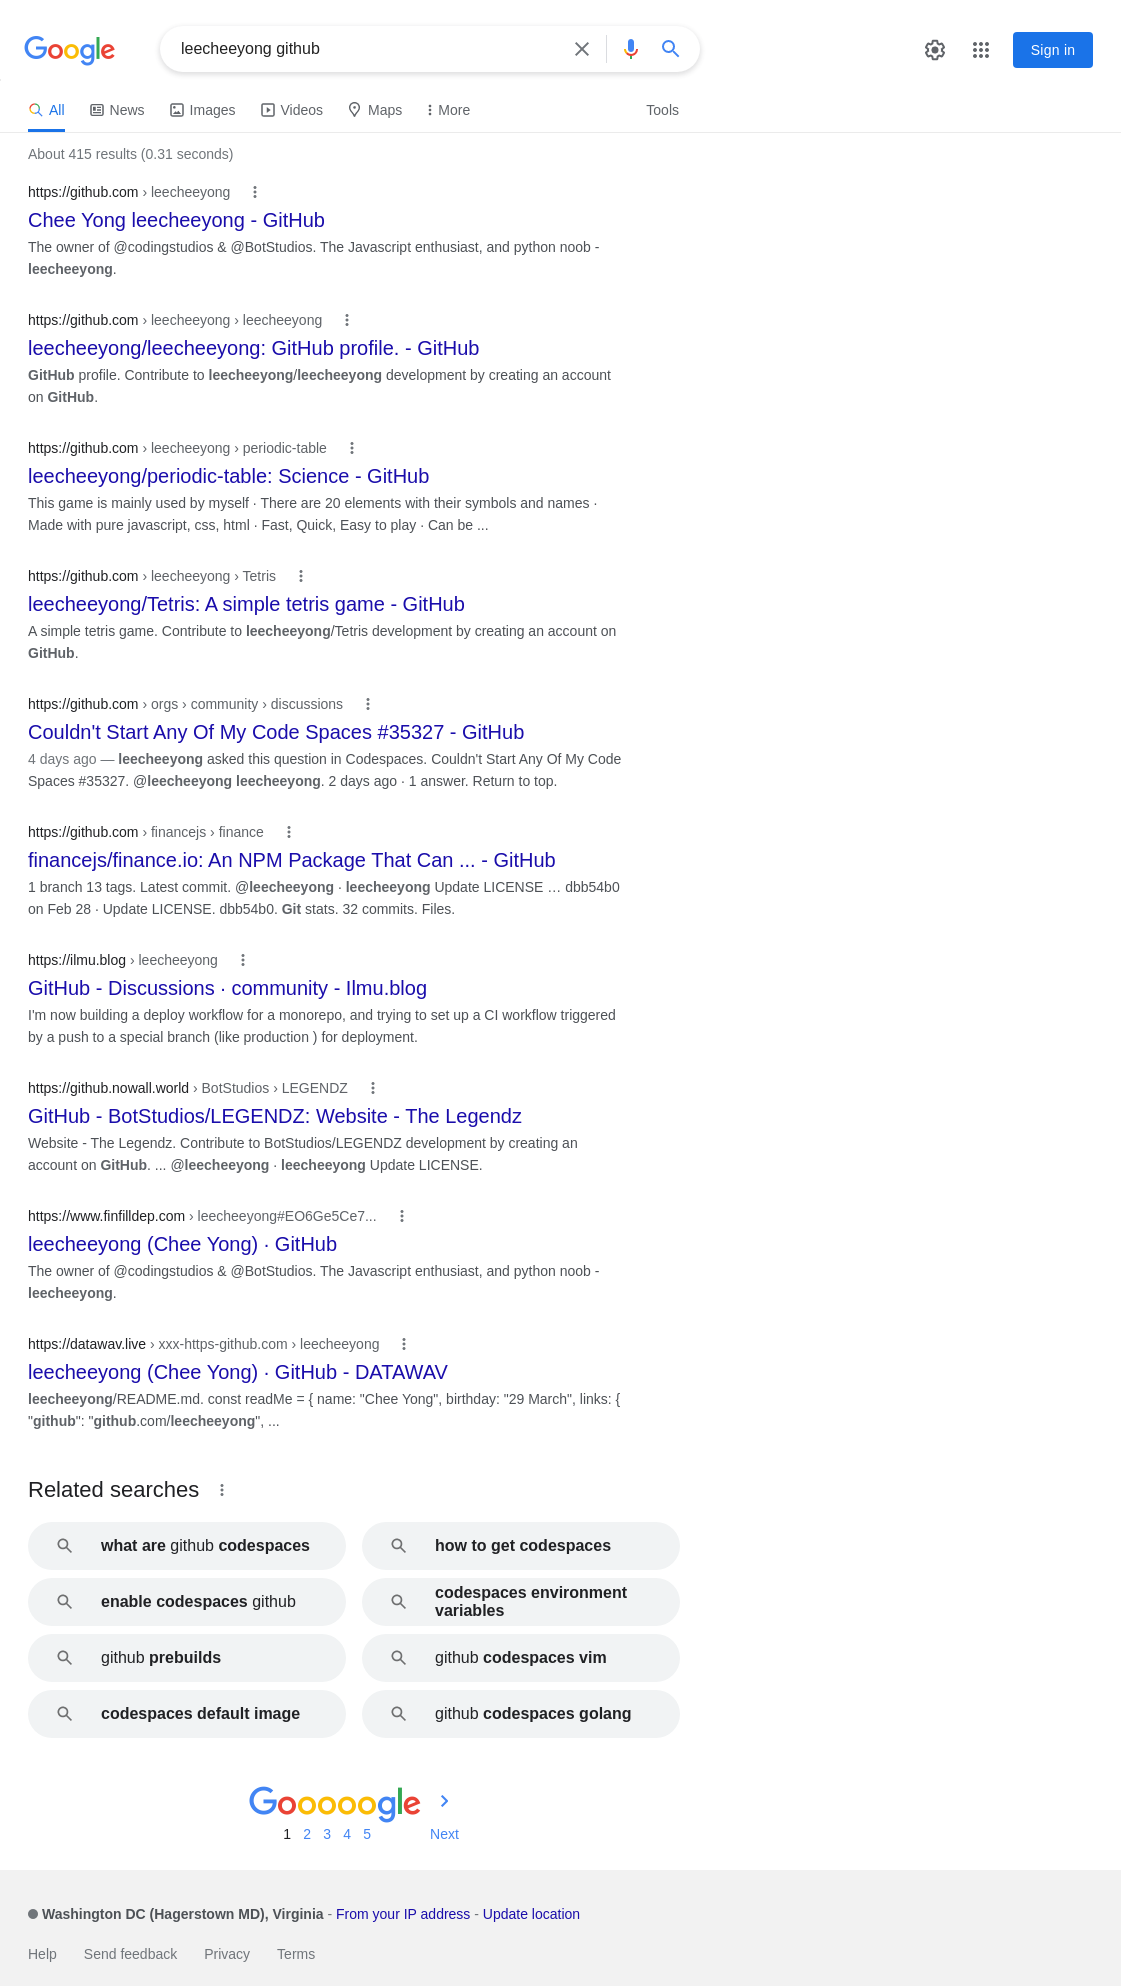 Google
leecheeyong github
Sign in
All
News
Images
Videos
Maps
More
Tools
About 415 results (0.31 seconds)
https://github.com › leecheeyong
Chee Yong leecheeyong - GitHub
The owner of @codingstudios & @BotStudios. The Javascript enthusiast, and python noob -
leecheeyong.
https://github.com › leecheeyong › leecheeyong
leecheeyong/leecheeyong: GitHub profile. - GitHub
GitHub profile. Contribute to leecheeyong/leecheeyong development by creating an account
on GitHub.
https://github.com › leecheeyong › periodic-table
leecheeyong/periodic-table: Science - GitHub
This game is mainly used by myself · There are 20 elements with their symbols and names ·
Made with pure javascript, css, html · Fast, Quick, Easy to play · Can be ...
https://github.com › leecheeyong › Tetris
leecheeyong/Tetris: A simple tetris game - GitHub
A simple tetris game. Contribute to leecheeyong/Tetris development by creating an account on
GitHub.
https://github.com › orgs › community › discussions
Couldn't Start Any Of My Code Spaces #35327 - GitHub
4 days ago — leecheeyong asked this question in Codespaces. Couldn't Start Any Of My Code
Spaces #35327. @leecheeyong leecheeyong. 2 days ago · 1 answer. Return to top.
https://github.com › financejs › finance
financejs/finance.io: An NPM Package That Can ... - GitHub
1 branch 13 tags. Latest commit. @leecheeyong · leecheeyong Update LICENSE … dbb54b0
on Feb 28 · Update LICENSE. dbb54b0. Git stats. 32 commits. Files.
https://ilmu.blog › leecheeyong
GitHub - Discussions · community - Ilmu.blog
I'm now building a deploy workflow for a monorepo, and trying to set up a CI workflow triggered
by a push to a special branch (like production ) for deployment.
https://github.nowall.world › BotStudios › LEGENDZ
GitHub - BotStudios/LEGENDZ: Website - The Legendz
Website - The Legendz. Contribute to BotStudios/LEGENDZ development by creating an
account on GitHub. ... @leecheeyong · leecheeyong Update LICENSE.
https://www.finfilldep.com › leecheeyong#EO6Ge5Ce7...
leecheeyong (Chee Yong) · GitHub
The owner of @codingstudios & @BotStudios. The Javascript enthusiast, and python noob -
leecheeyong.
https://datawav.live › xxx-https-github.com › leecheeyong
leecheeyong (Chee Yong) · GitHub - DATAWAV
leecheeyong/README.md. const readMe = { name: "Chee Yong", birthday: "29 March", links: {
"github": "github.com/leecheeyong", ...
Related searches
what are github codespaces
how to get codespaces
enable codespaces github
codespaces environment
variables
github prebuilds
github codespaces vim
codespaces default image
github codespaces golang
Gooooogle
1 2 3 4 5 Next
Washington DC (Hagerstown MD), Virginia - From your IP address - Update location
Help Send feedback Privacy Terms